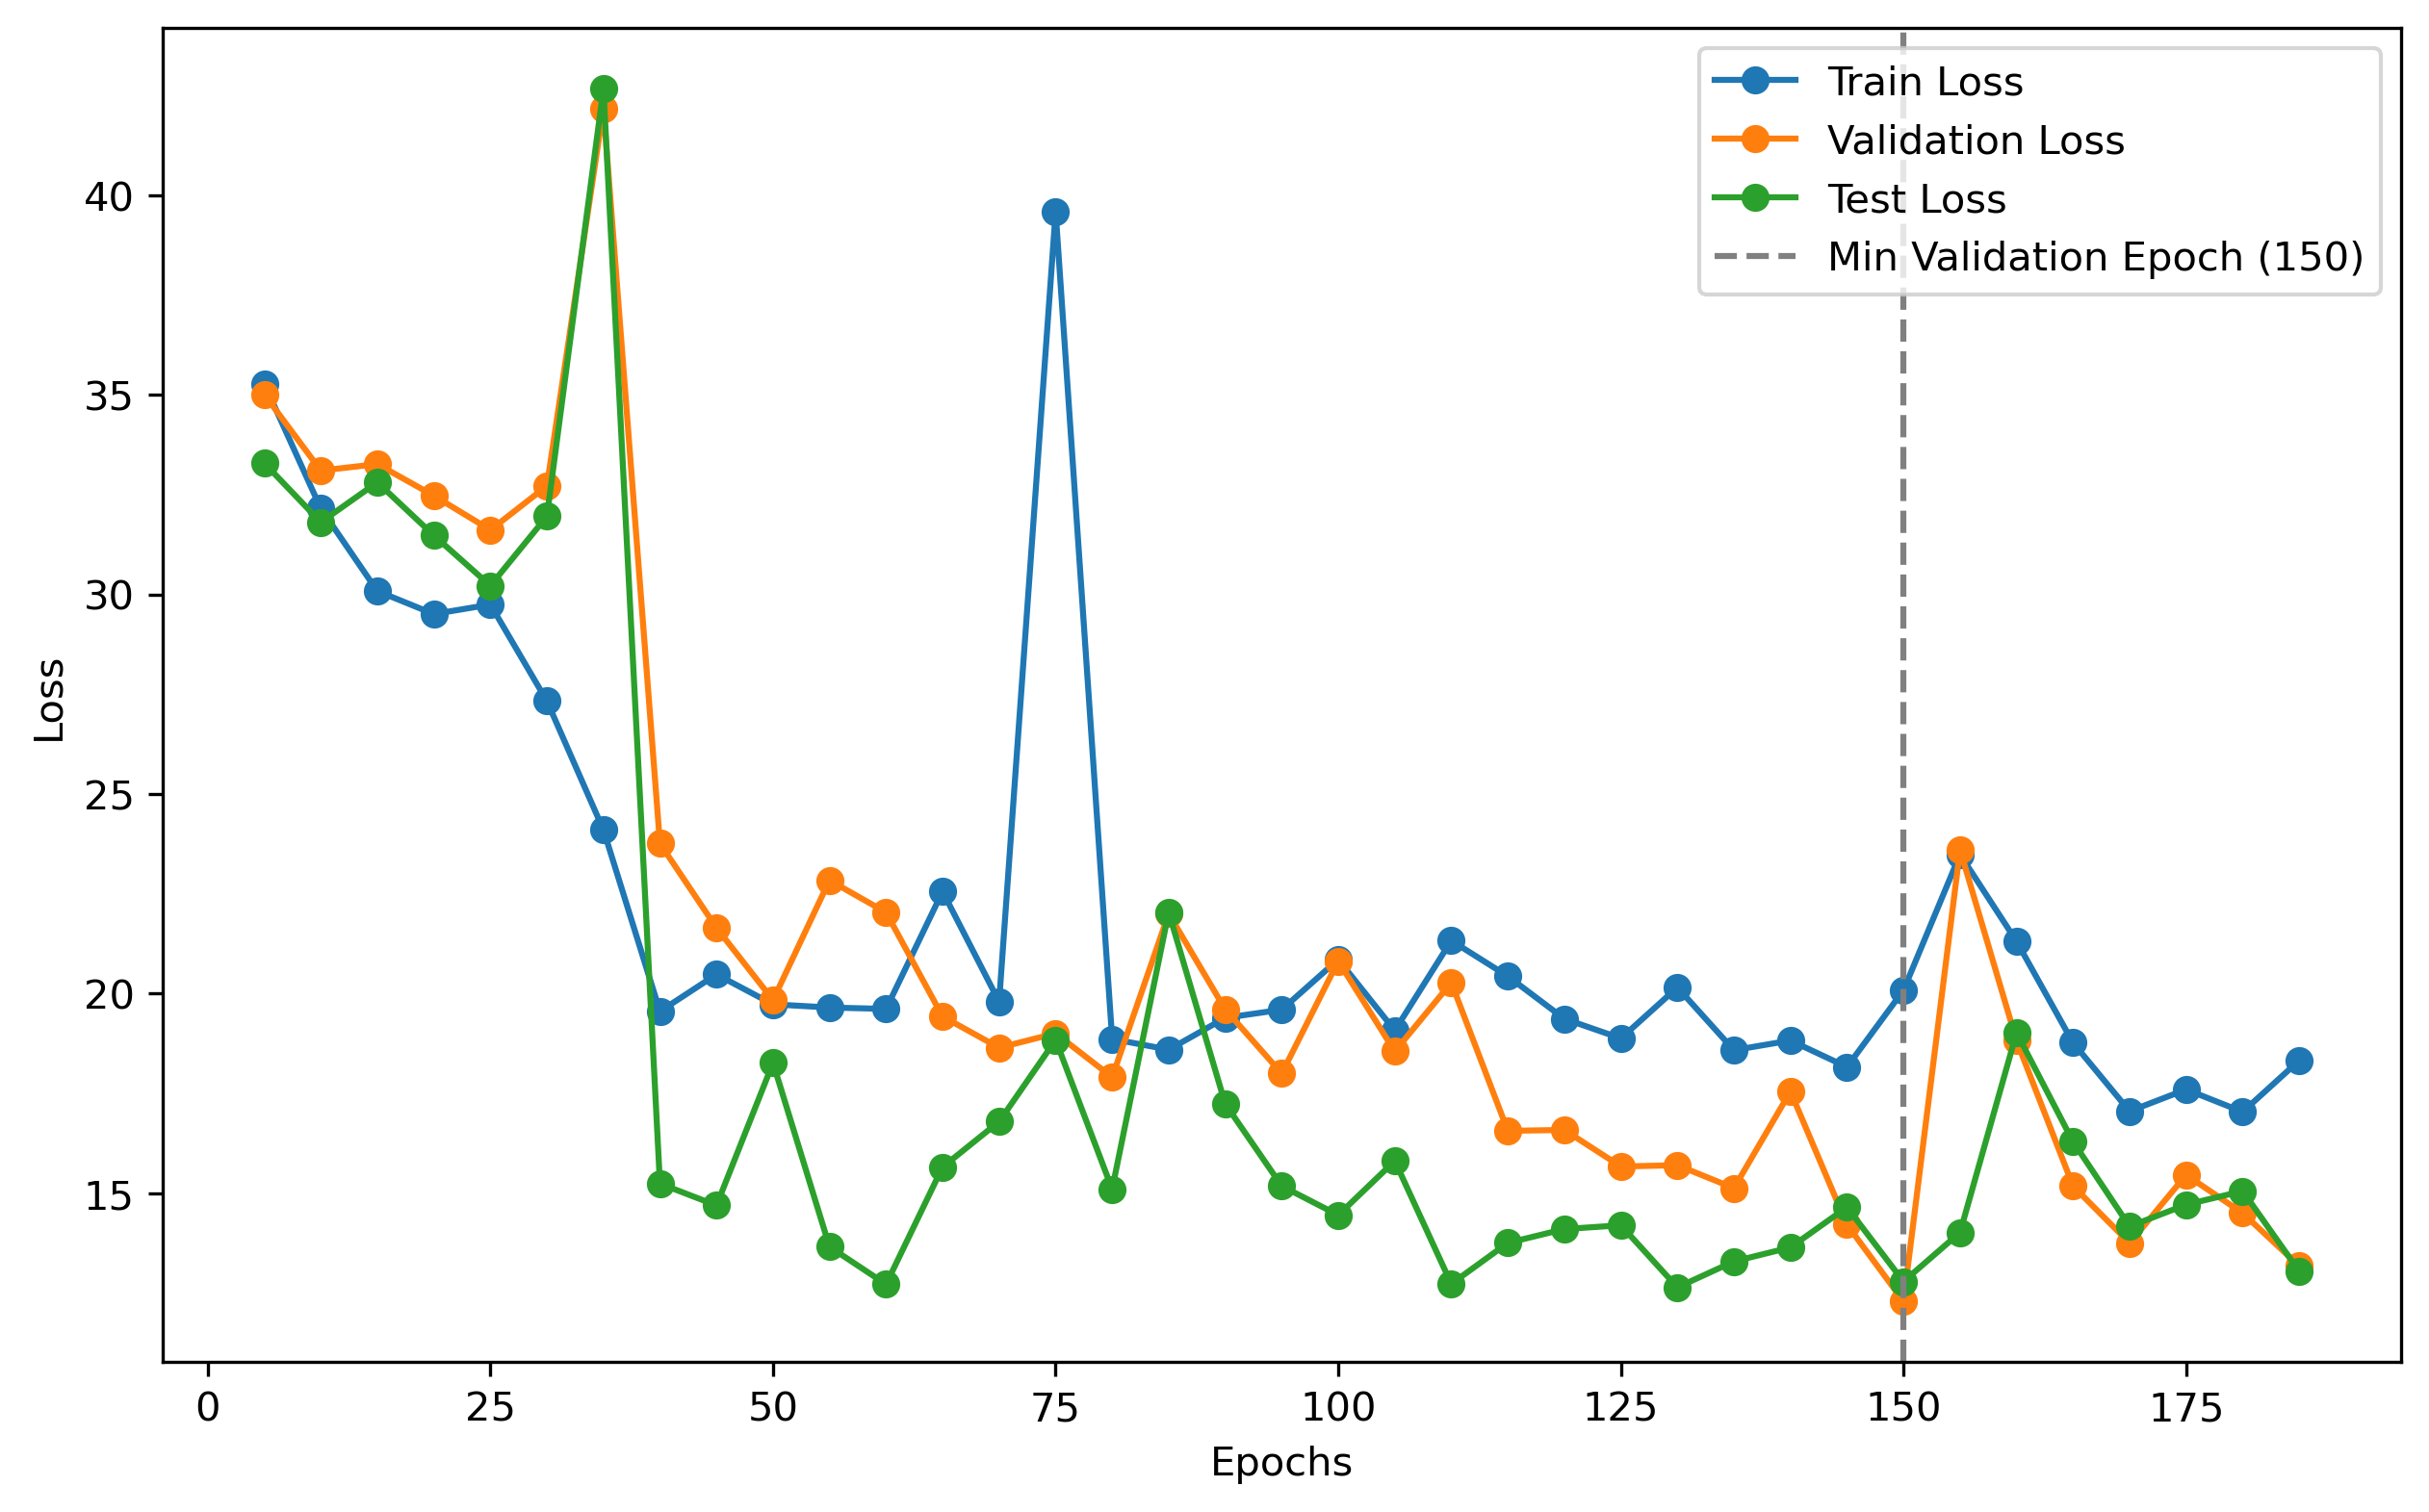 Train Loss
Validation Loss
Test Loss
Min Validation Epoch (150)
Loss
40
35
30
25
20
15
0 25 50 75 100 125 150 175
Epochs